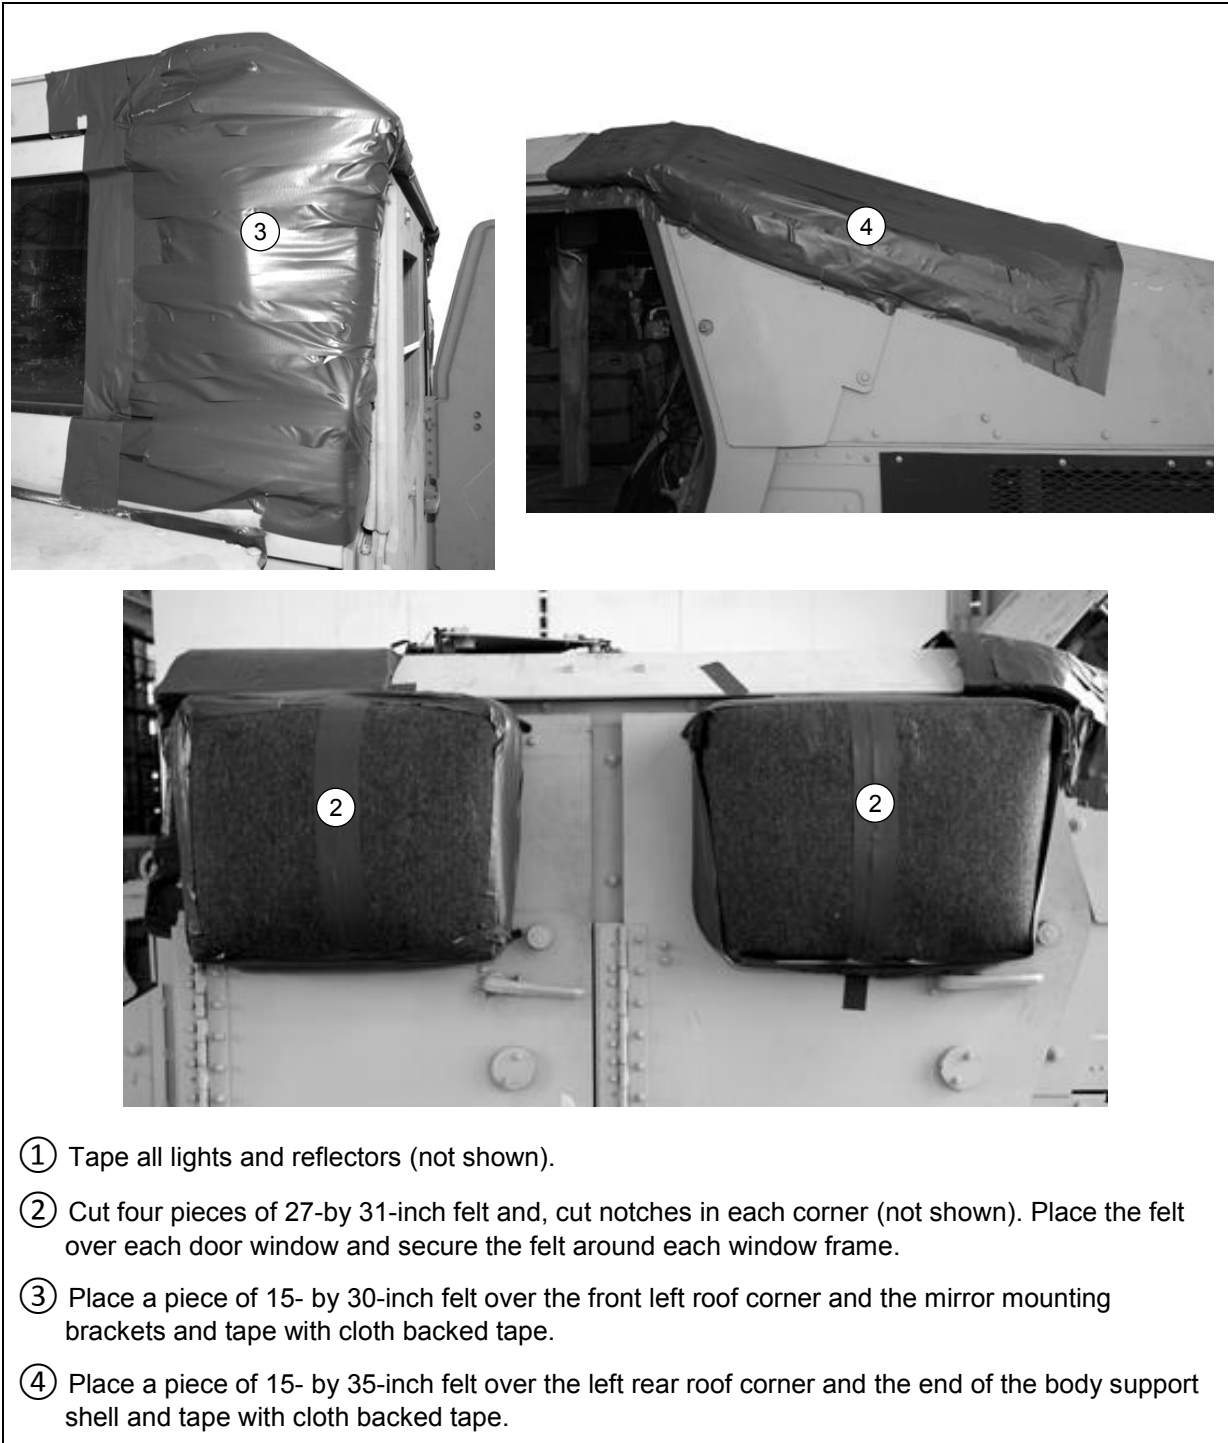 3
4
2
2
① Tape all lights and reflectors (not shown).
② Cut four pieces of 27-by 31-inch felt and, cut notches in each corner (not shown). Place the felt
over each door window and secure the felt around each window frame.
③ Place a piece of 15- by 30-inch felt over the front left roof corner and the mirror mounting
brackets and tape with cloth backed tape.
④ Place a piece of 15- by 35-inch felt over the left rear roof corner and the end of the body support
shell and tape with cloth backed tape.